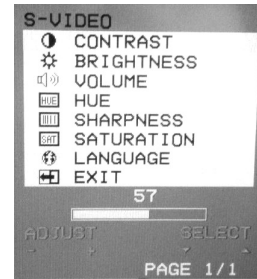 S-VIDEO
CONTRAST
BRIGHTNESS
VOLUME
HUE HUE
SHARPNESS
SAT SATURATION
LANGUAGE
EXIT
57
ADJUST SELECT
- + 
PAGE 1/1